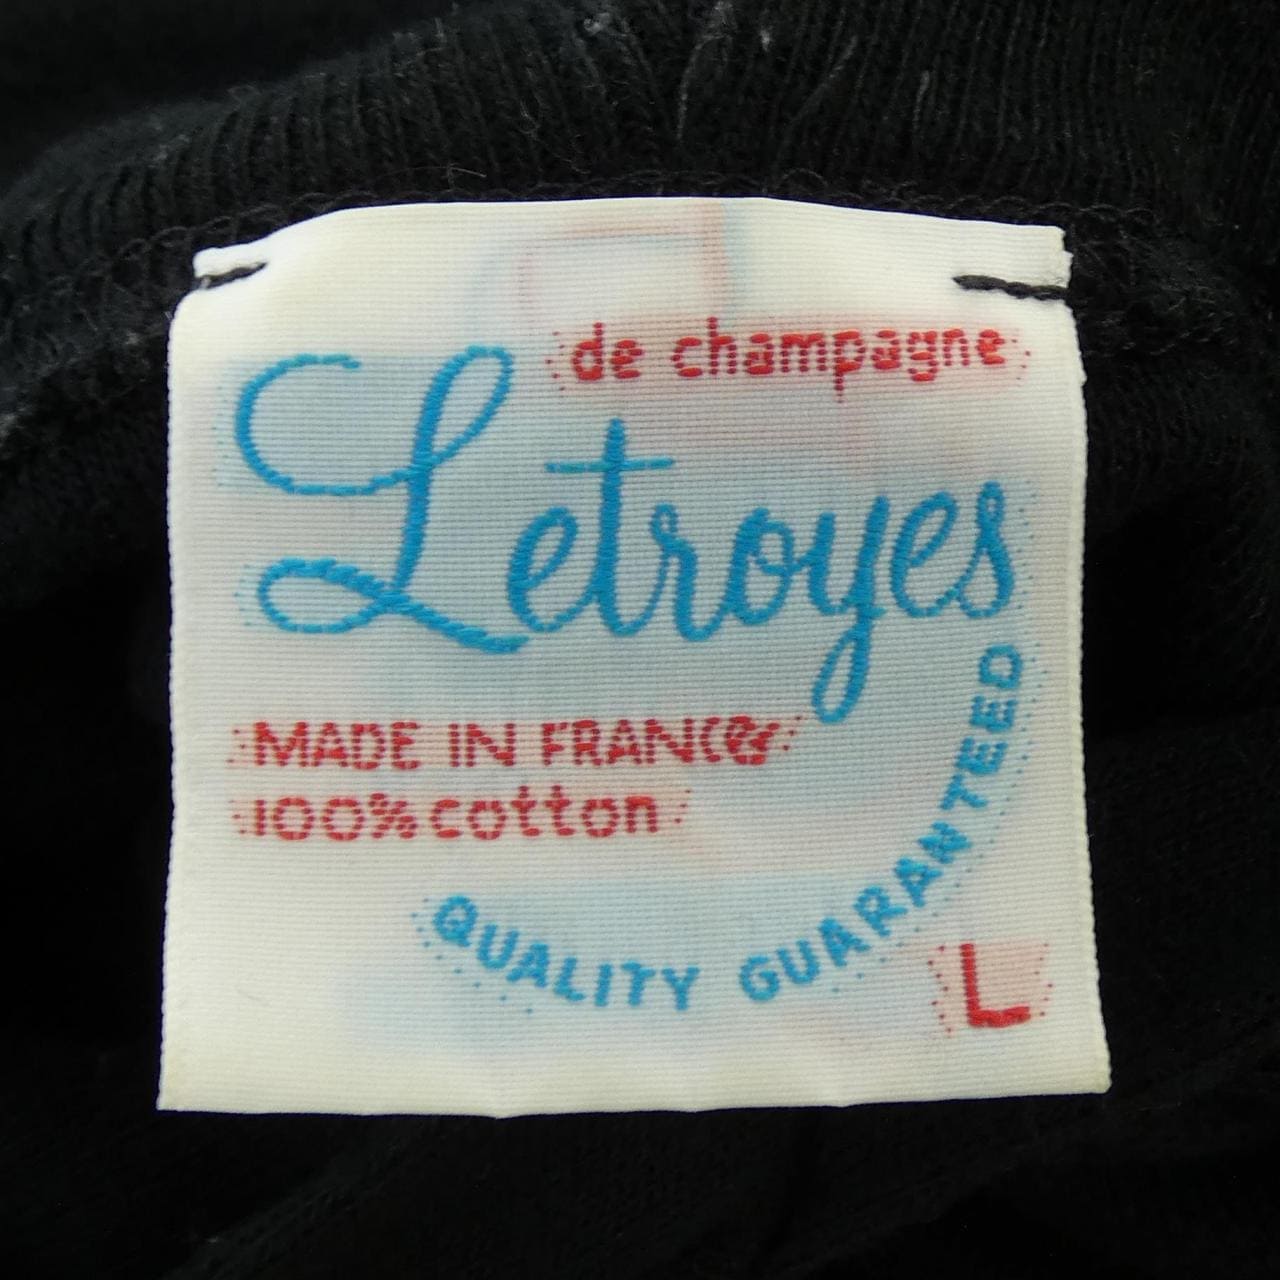 de champagne
Letroyes
MADE IN FRANCE
100% cotton
QUALITY GUARANTEED
L